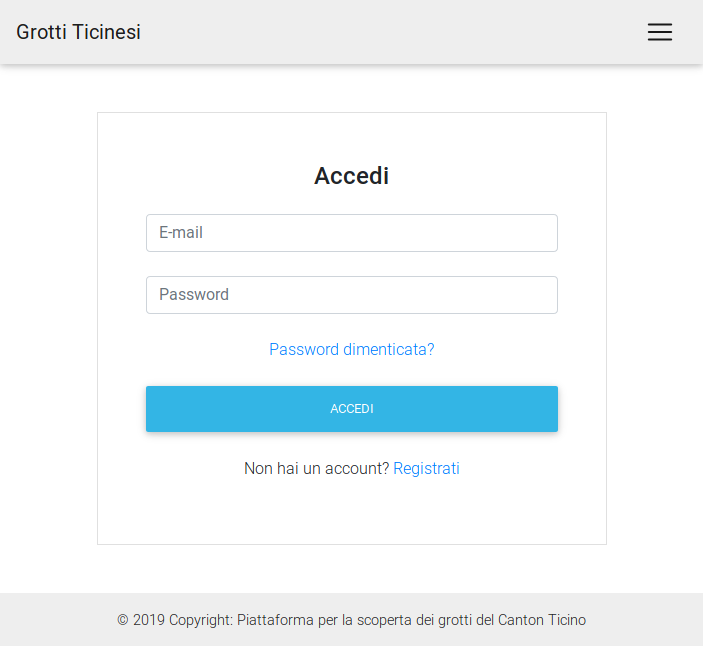 Grotti Ticinesi
Accedi
E-mail
Password
Password dimenticata?
ACCEDI
Non hai un account? Registrati
© 2019 Copyright: Piattaforma per la scoperta dei grotti del Canton Ticino